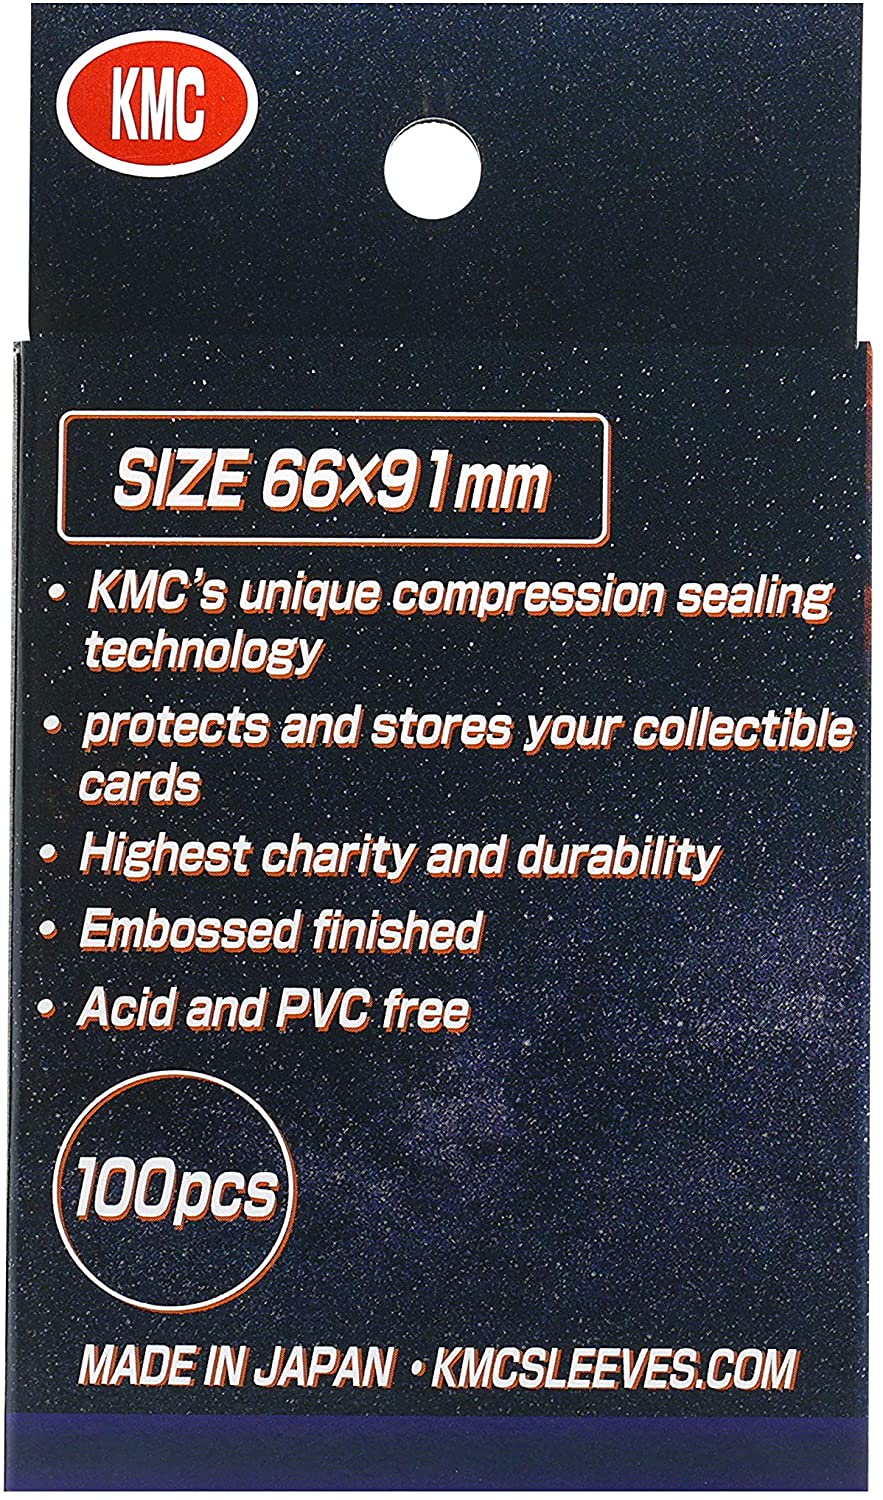 KMC
SIZE 66×91mm
• KMC's unique compression sealing
technology
• protects and stores your collectible
cards
• Highest charity and durability
• Embossed finished
• Acid and PVC free
100pcs
MADE IN JAPAN • KMCSLEEVES.COM